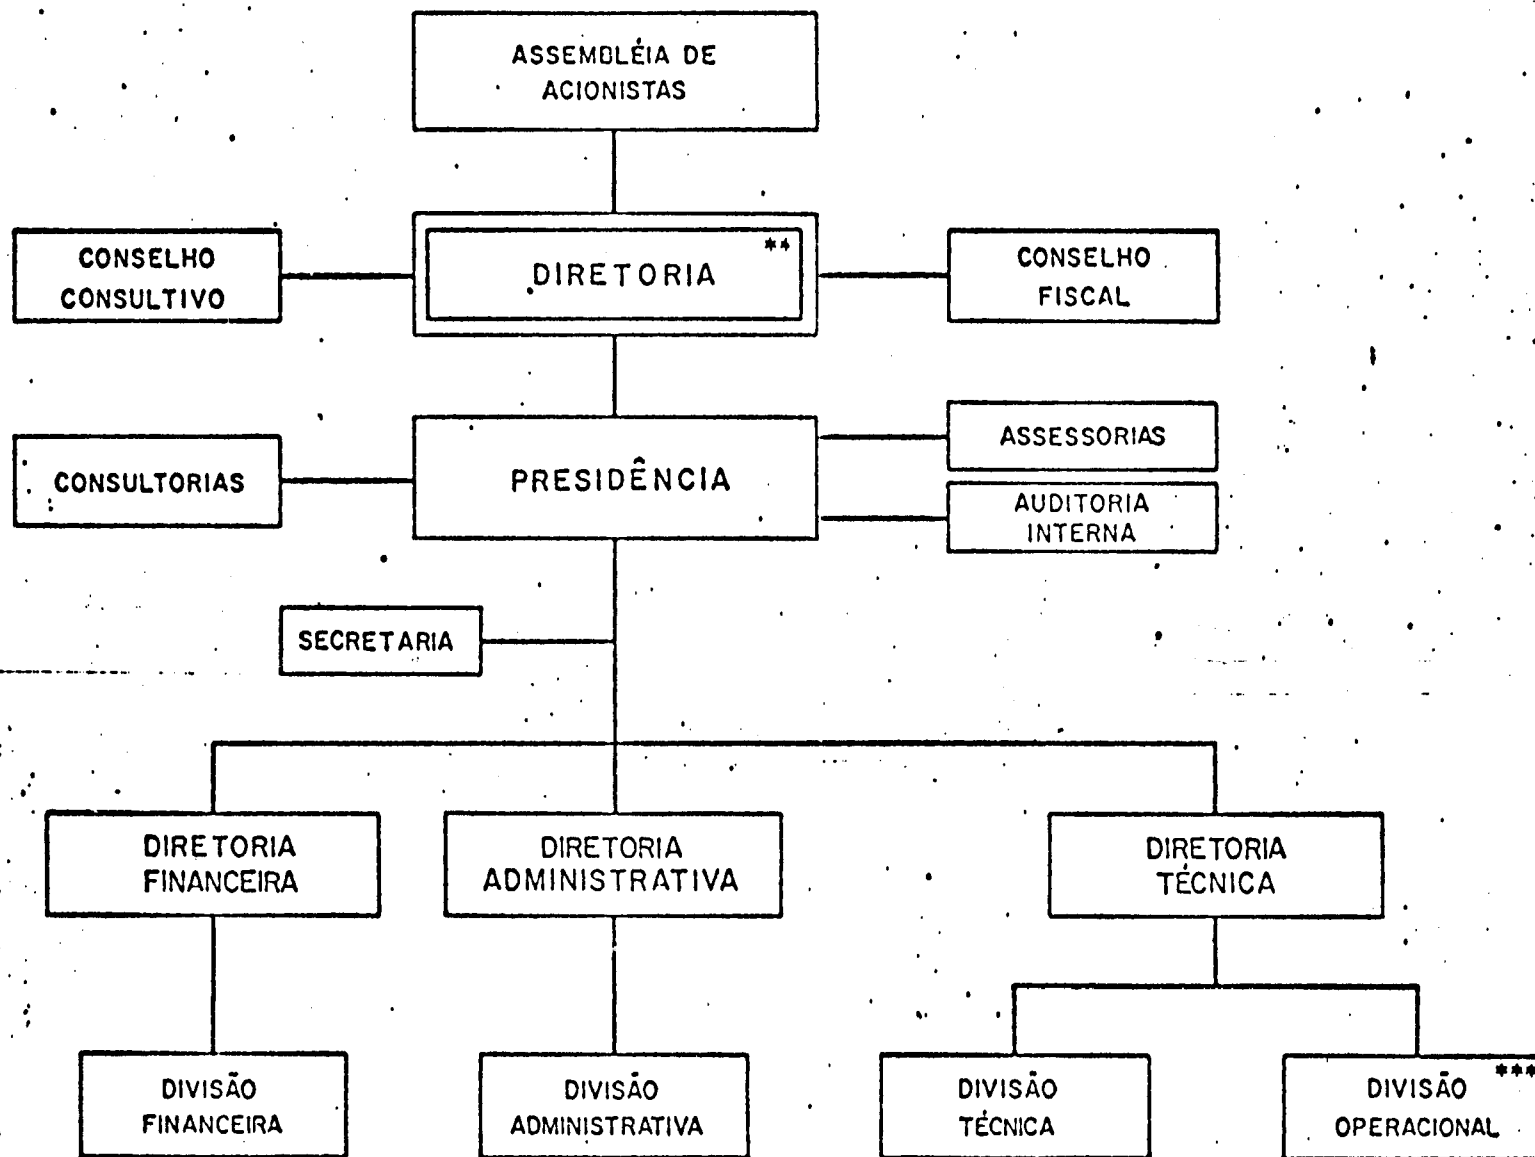 ASSEMBLÉIA DE
ACIONISTAS
CONSELHO
CONSULTIVO
**
DIRETORIA
CONSELHO
FISCAL
CONSULTORIAS
PRESIDÊNCIA
ASSESSORIAS
AUDITORIA
INTERNA
SECRETARIA
DIRETORIA
FINANCEIRA
DIRETORIA
ADMINISTRATIVA
DIRETORIA
TÉCNICA
DIVISÃO
FINANCEIRA
DIVISÃO
ADMINISTRATIVA
DIVISÃO
TÉCNICA
***
DIVISÃO
OPERACIONAL